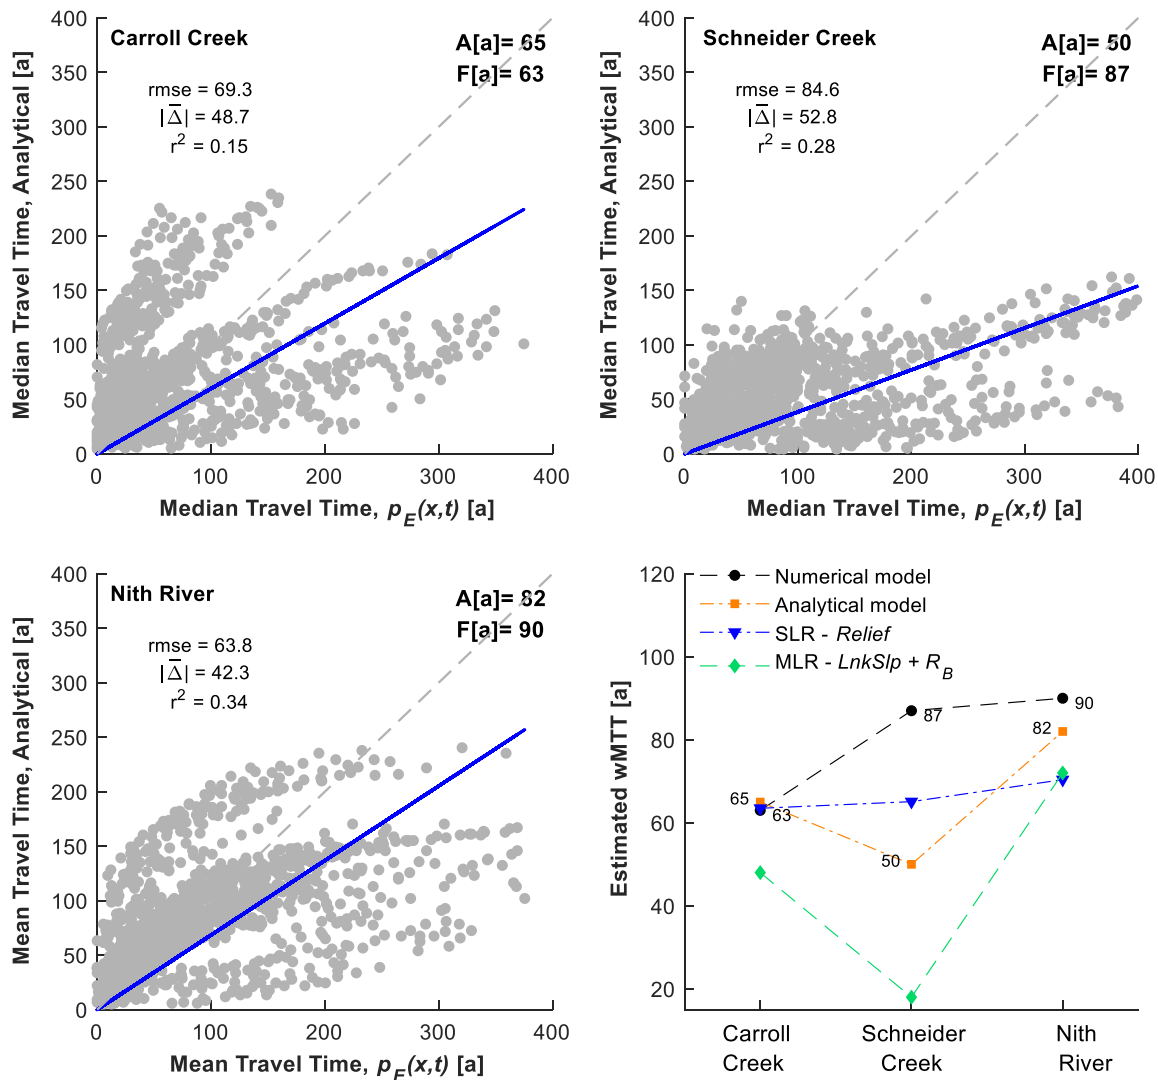 Carroll Creek
A[a]= 65
F[a]= 63
rmse = 69.3
|Δ̅| = 48.7
r² = 0.15
400
350
300
250
200
150
100
50
0
0 100 200 300 400
Median Travel Time, Analytical [a]
Median Travel Time, p_E(x,t) [a]
Schneider Creek
A[a]= 50
F[a]= 87
rmse = 84.6
|Δ̅| = 52.8
r² = 0.28
400
350
300
250
200
150
100
50
0
0 100 200 300 400
Median Travel Time, Analytical [a]
Median Travel Time, p_E(x,t) [a]
Nith River
A[a]= 82
F[a]= 90
rmse = 63.8
|Δ̅| = 42.3
r² = 0.34
400
350
300
250
200
150
100
50
0
0 100 200 300 400
Mean Travel Time, Analytical [a]
Mean Travel Time, p_E(x,t) [a]
Numerical model
Analytical model
SLR - Relief
MLR - LnkSlp + R_B
120
100
80
60
40
20
Estimated wMTT [a]
65
63
87
50
90
82
Carroll Creek
Schneider Creek
Nith River